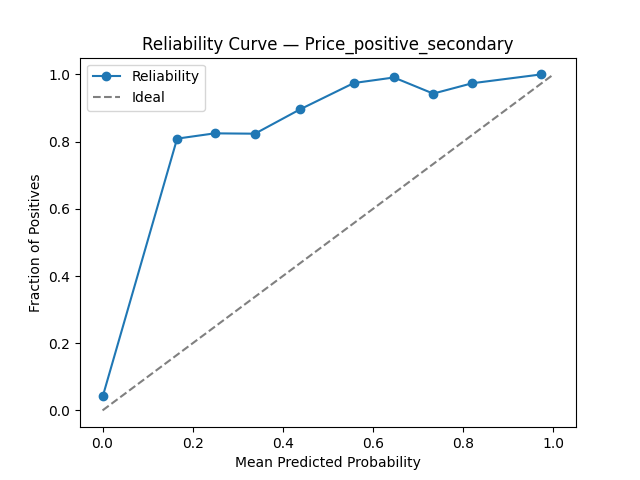 Reliability Curve — Price_positive_secondary
Reliability
Ideal
1.0
0.8
0.6
0.4
0.2
0.0
Fraction of Positives
0.0 0.2 0.4 0.6 0.8 1.0
Mean Predicted Probability